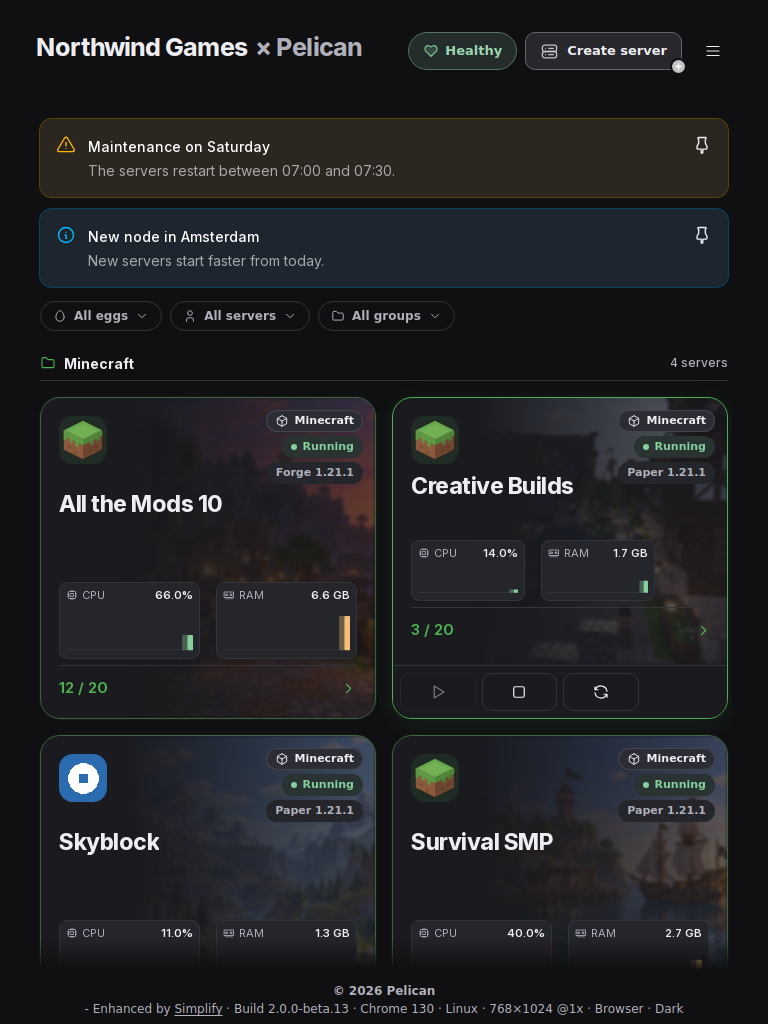 Northwind Games × Pelican
Healthy
Create server
Maintenance on Saturday
The servers restart between 07:00 and 07:30.
New node in Amsterdam
New servers start faster from today.
All eggs
All servers
All groups
Minecraft
4 servers
Minecraft
Running
Forge 1.21.1
All the Mods 10
CPU 66.0%
RAM 6.6 GB
12 / 20
Minecraft
Running
Paper 1.21.1
Creative Builds
CPU 14.0%
RAM 1.7 GB
3 / 20
Minecraft
Running
Paper 1.21.1
Skyblock
CPU 11.0%
RAM 1.3 GB
Minecraft
Running
Paper 1.21.1
Survival SMP
CPU 40.0%
RAM 2.7 GB
© 2026 Pelican
- Enhanced by Simplify · Build 2.0.0-beta.13 · Chrome 130 · Linux · 768×1024 @1x · Browser · Dark